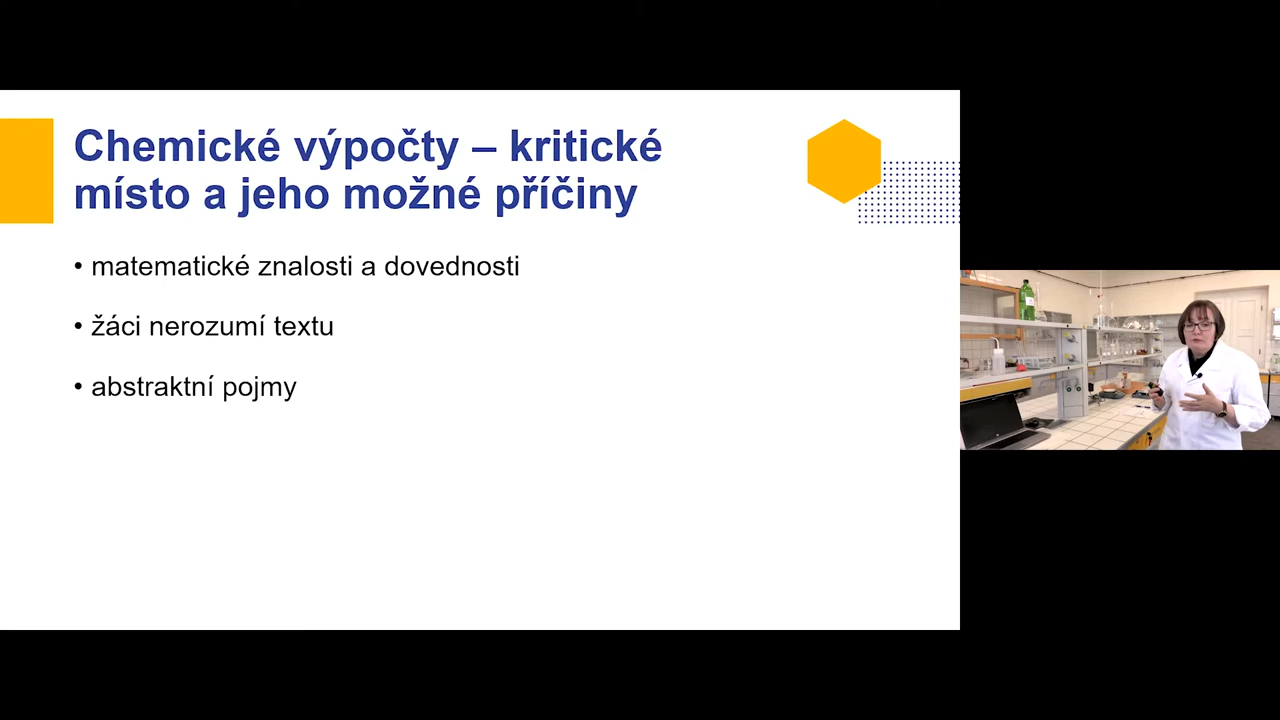 Chemické výpočty – kritické
místo a jeho možné příčiny
• matematické znalosti a dovednosti
• žáci nerozumí textu
• abstraktní pojmy